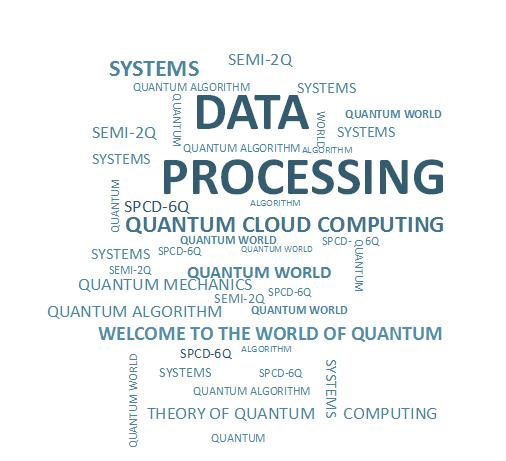 SEMI-2Q
SYSTEMS
QUANTUM ALGORITHM
SYSTEMS
QUANTUM
DATA
WORLD
QUANTUM WORLD
SEMI-2Q
SYSTEMS
QUANTUM ALGORITHM
ALGORITHM
SYSTEMS
PROCESSING
QUANTUM
ALGORITHM
SPCD-6Q
QUANTUM CLOUD COMPUTING
QUANTUM WORLD
SPCD- 6Q
SYSTEMS
SPCD-6Q
QUANTUM WORLD
QUANTUM
SEMI-2Q
QUANTUM WORLD
QUANTUM MECHANICS
SEMI-2Q
SPCD-6Q
QUANTUM ALGORITHM
QUANTUM WORLD
WELCOME TO THE WORLD OF QUANTUM
SPCD-6Q
ALGORITHM
QUANTUM WORLD
SYSTEMS
SPCD-6Q
SYSTEMS
QUANTUM ALGORITHM
THEORY OF QUANTUM
COMPUTING
QUANTUM